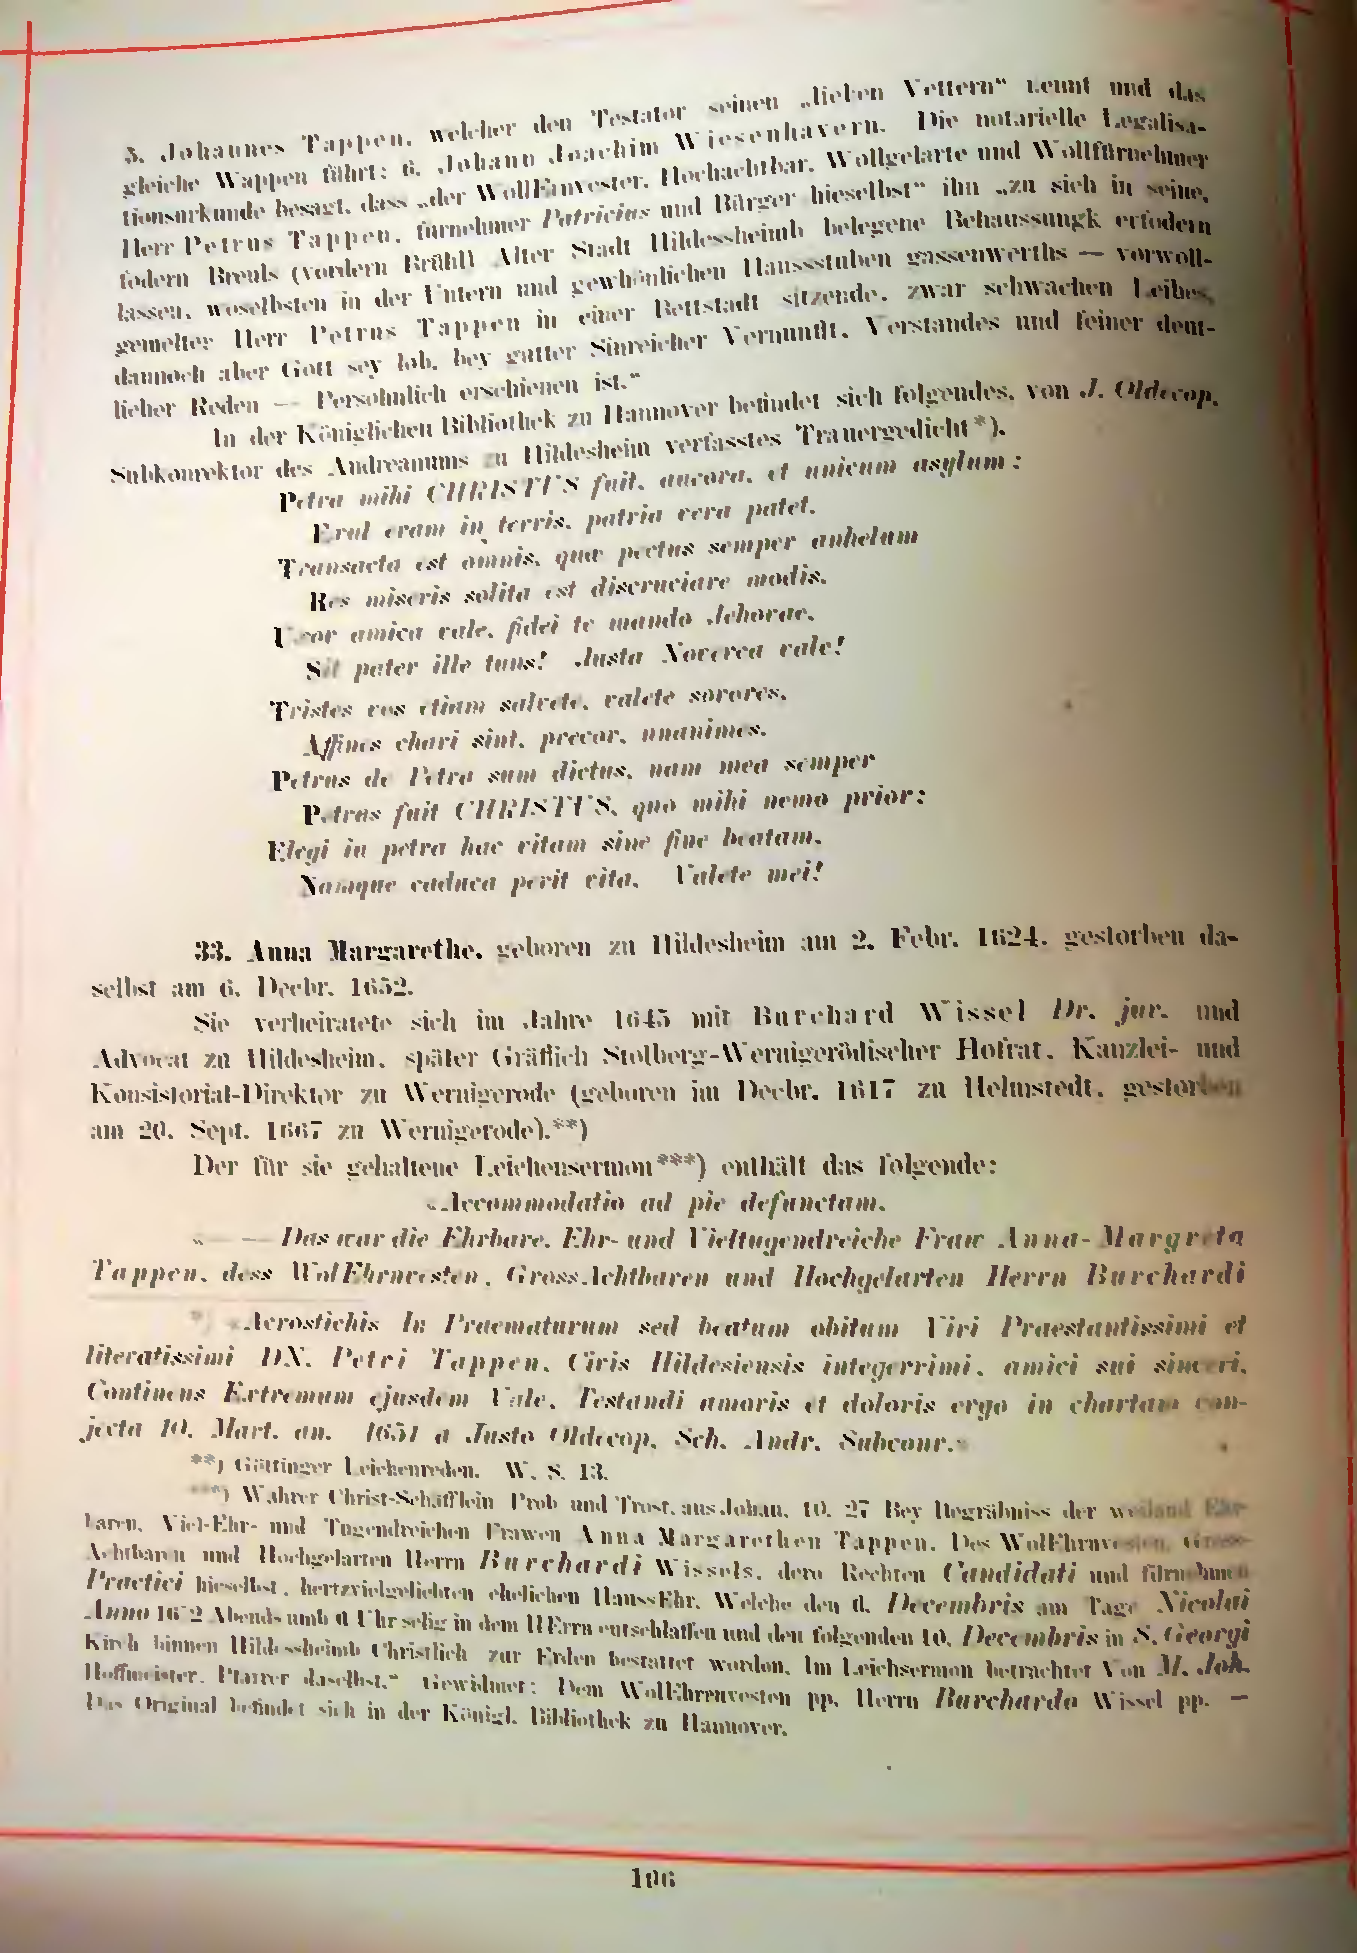 5. Johannes Tappen, welcher den Testator seinen „lieben Vettern“ nennt und das
gleiche Wappen führt; 6. Johann Joachim Wiesenhavern. Die notarielle Legalisa-
tionsurkunde besagt, dass „der WollEhnvester, Hochachtbar, Wollgelarte und Wollfürnehmer
Herr Petrus Tappen, fürnehmer Patricius und Bürger hieselbst“ ihn „zu sich in seine,
födern Breuls (vordern Brühl) Alter Stadt Hildessheimb belegene Behaussungk erfodern
lassen, woselbsten in der Untern und gewöhnlichen Haussstuben gassenwerths — vorwoll-
gemelter Herr Petrus Tappen in einer Bettstadt sitzende, zwar schwachen Leibes,
dannoch aber Gott sey lob, bey gutter Sinreicher Vernunfft, Verstandes und feiner deut-
licher Reden — Persöhnlich erschienen ist.“
In der Königlichen Bibliothek zu Hannover befindet sich folgendes, von J. Oldecop,
Subkonrektor des Andreanums zu Hildesheim verfasstes Trauergedicht*).
Petra mihi CHRISTUS fuit, ancora, et unicum asylum:
Exul eram in terris, patria vera patet.
Transacta est omnis, quæ pectus semper anhelum
Res miseris solita est discruciare modis.
Uxor amica vale, fidei te mando Jehovae,
Sit pater ille tuus! Justa Noverca vale!
Tristes vos etiam salvete, valete sorores,
Affines chari sint, precor, unanimes.
Petrus de Petra sum dictus, nam mea semper
Petrus fuit CHRISTUS, quo mihi nemo prior:
Elegi in petra hac vitam sine fine beatam,
Namque caduca perit vita. Valete mei!
33. Anna Margarethe, geboren zu Hildesheim am 2. Febr. 1624, gestorben da-
selbst am 6. Decbr. 1652.
Sie verheiratete sich im Jahre 1645 mit Burchard Wissel Dr. jur. und
Advocat zu Hildesheim, später Gräflich Stolberg-Wernigerödischer Hofrat, Kanzlei- und
Konsistorial-Direktor zu Wernigerode (geboren im Decbr. 1617 zu Helmstedt, gestorben
am 20. Sept. 1667 zu Wernigerode).**)
Der für sie gehaltene Leichensermon***) enthält das folgende:
„Accommodatio ad pie defunctam.
„— — Das war die Ehrbare, Ehr- und Vieltugendreiche Fraw Anna-Margreta
Tappen, dess WolEhrnvesten, GrossAchtbaren und Hochgelarten Herrn Burchardi
*) „Acrostichis In Praematurum sed beatum obitum Viri Praestantissimi et
literatissimi DN. Petri Tappen, Civis Hildesiensis integerrimi, amici sui sinceri,
Continens Extremum ejusdem Vale, Testandi amoris et doloris ergo in chartam con-
jecta 10. Mart. an. 1651 a Justo Oldecop, Sch. Andr. Subconr.“
**) Göttinger Leichenreden. W. S. 13.
***) Wahrer Christ-Schäfflein Prob und Trost, aus Johan. 10. 27 Bey Begräbniss der weiland Ehr-
baren, Viel-Ehr- und Tugendreichen Frawen Anna Margarethen Tappen, Des WolEhrnvesten, Gross-
Achtbaren und Hochgelarten Herrn Burchardi Wissels, dero Rechten Candidati und fürnehmen
Practici hieselbst, hertzvielgeliebten ehelichen HaussEhr, Welche den 6. Decembris am Tage Nicolai
Anno 1652 Abends umb 6 Uhr selig in dem HErrn entschlaffen und den folgenden 10. Decembris in S. Georgi
Kirch binnen Hildessheimb Christlich zur Erden bestattet worden, Im Leichsermon betrachtet Von M. Joh.
Hoffmeister, Pfarrer daselbst.“ Gewidmet: Dem WolEhrenvesten pp. Herrn Burchardo Wissel pp. —
Das Original befindet sich in der Königl. Bibliothek zu Hannover.
106